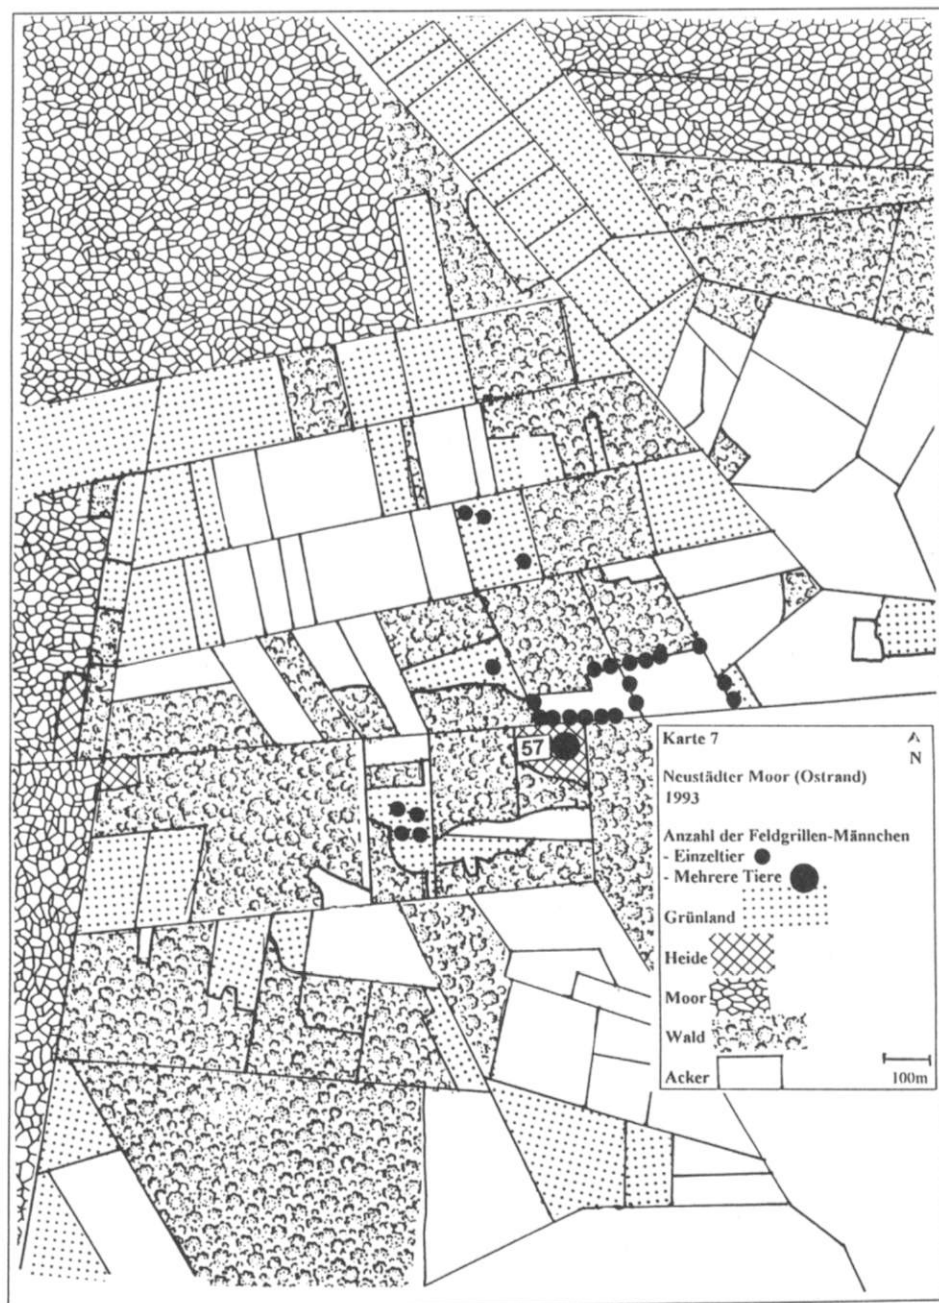 57
Karte 7
N
Neustädter Moor (Ostrand)
1993
Anzahl der Feldgrillen-Männchen
- Einzeltier
- Mehrere Tiere
Grünland
Heide
Moor
Wald
Acker
100m